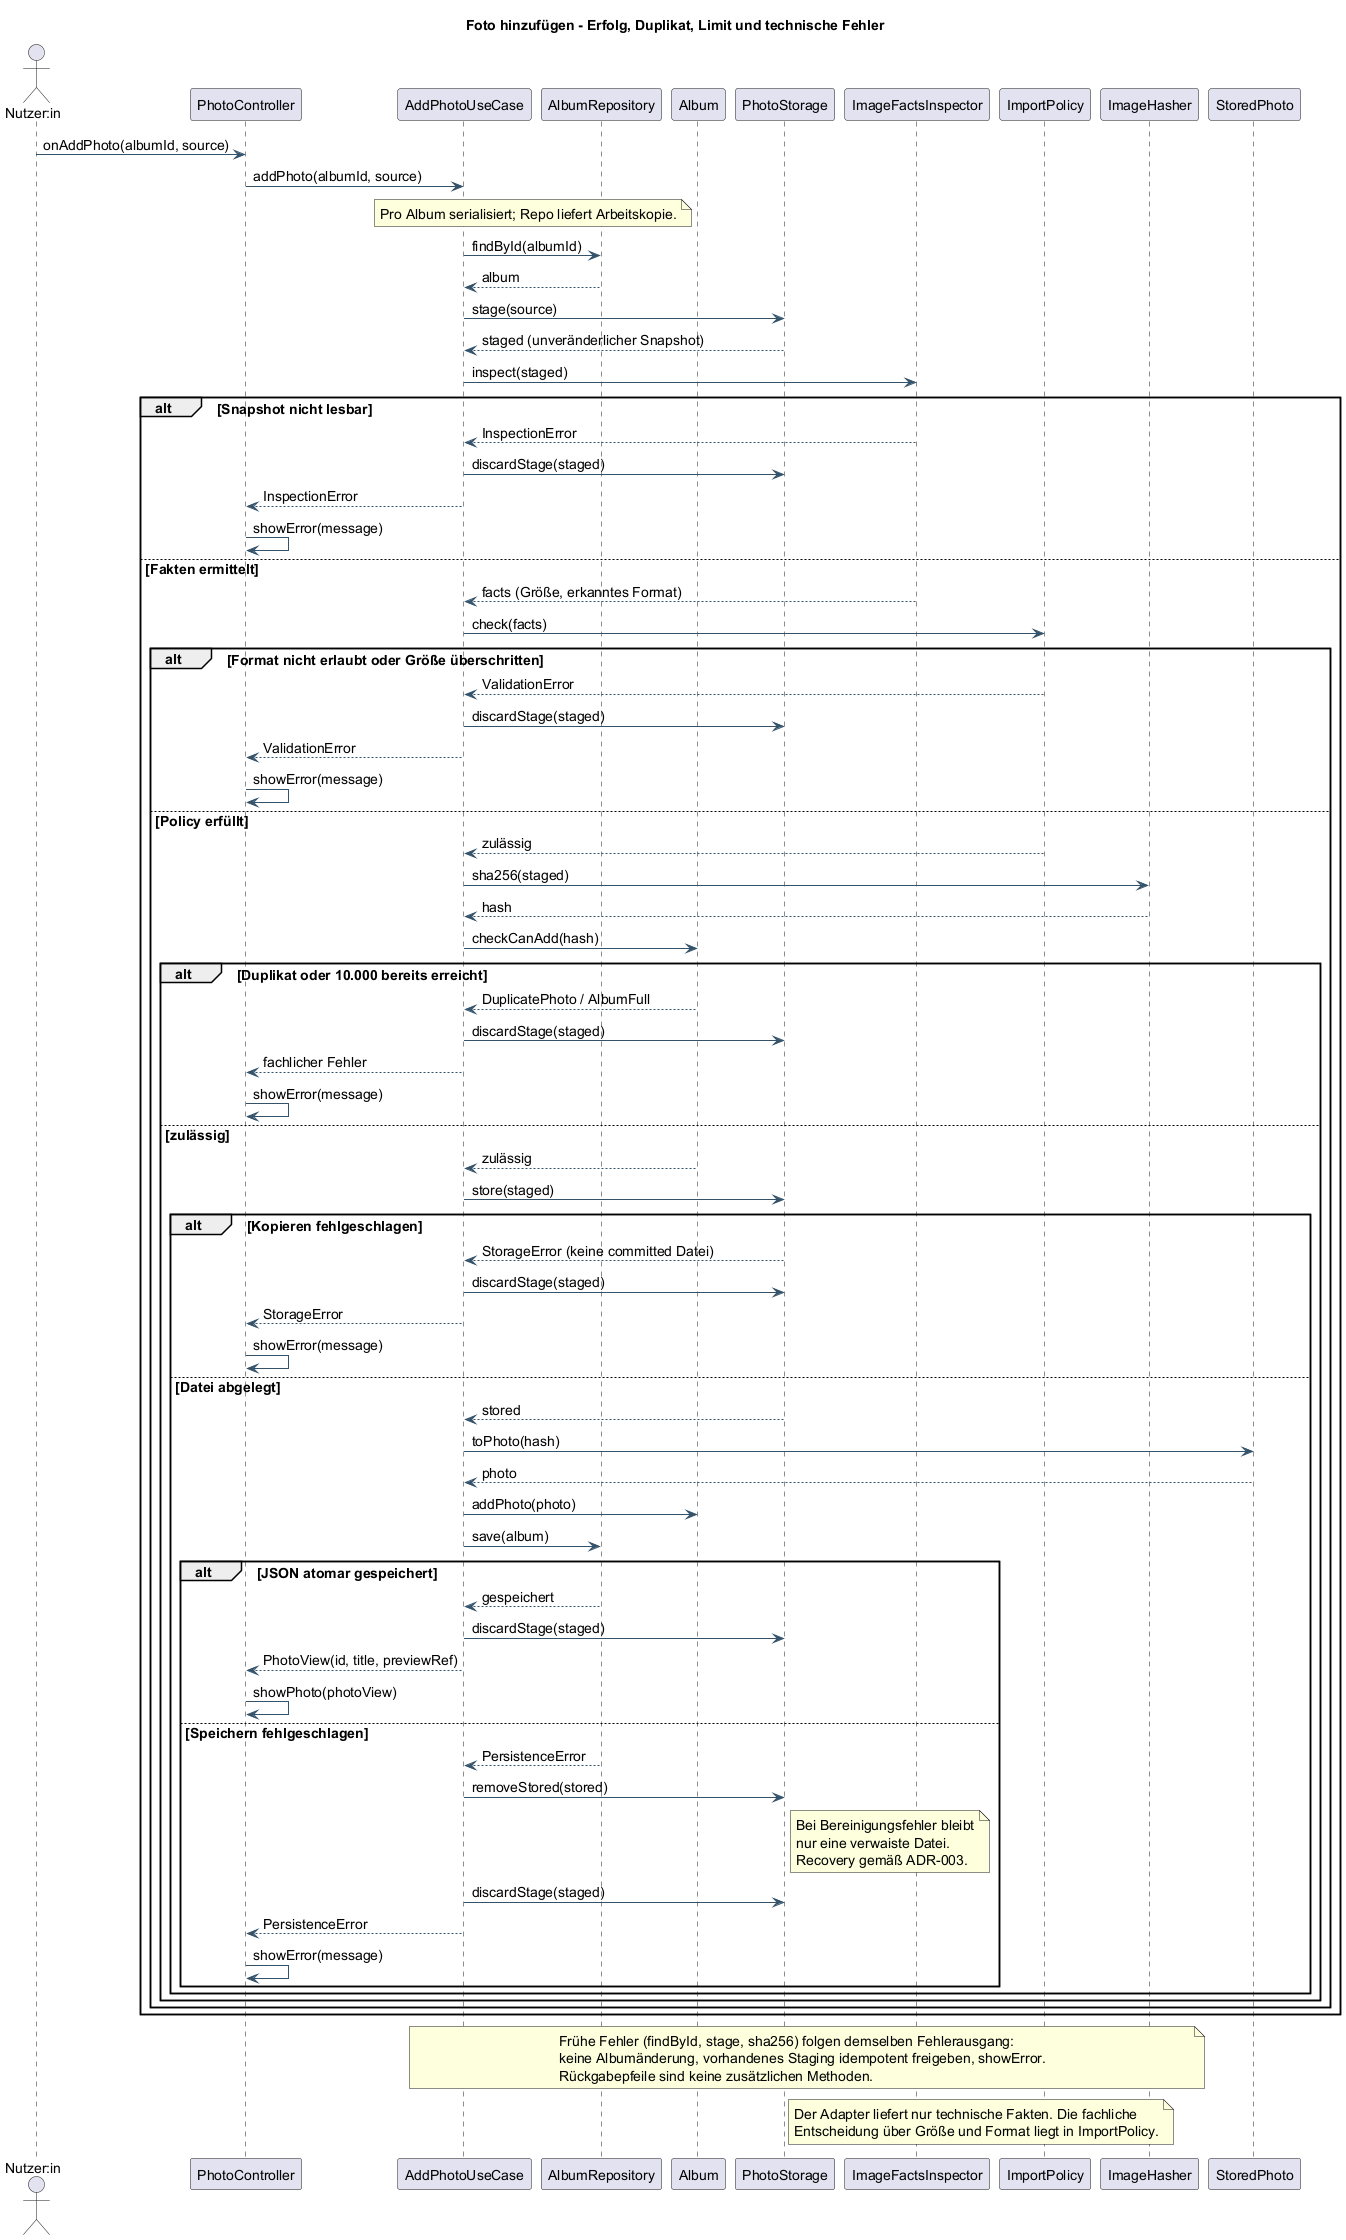 Foto hinzufügen - Erfolg, Duplikat, Limit und technische Fehler
Nutzer:in
PhotoController
AddPhotoUseCase
AlbumRepository
Album
PhotoStorage
ImageFactsInspector
ImportPolicy
ImageHasher
StoredPhoto
onAddPhoto(albumId, source)
addPhoto(albumId, source)
Pro Album serialisiert; Repo liefert Arbeitskopie.
findById(albumId)
album
stage(source)
staged (unveränderlicher Snapshot)
inspect(staged)
alt
[Snapshot nicht lesbar]
InspectionError
discardStage(staged)
InspectionError
showError(message)
[Fakten ermittelt]
facts (Größe, erkanntes Format)
check(facts)
alt
[Format nicht erlaubt oder Größe überschritten]
ValidationError
discardStage(staged)
ValidationError
showError(message)
[Policy erfüllt]
zulässig
sha256(staged)
hash
checkCanAdd(hash)
alt
[Duplikat oder 10.000 bereits erreicht]
DuplicatePhoto / AlbumFull
discardStage(staged)
fachlicher Fehler
showError(message)
[zulässig]
zulässig
store(staged)
alt
[Kopieren fehlgeschlagen]
StorageError (keine committed Datei)
discardStage(staged)
StorageError
showError(message)
[Datei abgelegt]
stored
toPhoto(hash)
photo
addPhoto(photo)
save(album)
alt
[JSON atomar gespeichert]
gespeichert
discardStage(staged)
PhotoView(id, title, previewRef)
showPhoto(photoView)
[Speichern fehlgeschlagen]
PersistenceError
removeStored(stored)
Bei Bereinigungsfehler bleibt
nur eine verwaiste Datei.
Recovery gemäß ADR-003.
discardStage(staged)
PersistenceError
showError(message)
Frühe Fehler (findById, stage, sha256) folgen demselben Fehlerausgang:
keine Albumänderung, vorhandenes Staging idempotent freigeben, showError.
Rückgabepfeile sind keine zusätzlichen Methoden.
Der Adapter liefert nur technische Fakten. Die fachliche
Entscheidung über Größe und Format liegt in ImportPolicy.
Nutzer:in
PhotoController
AddPhotoUseCase
AlbumRepository
Album
PhotoStorage
ImageFactsInspector
ImportPolicy
ImageHasher
StoredPhoto